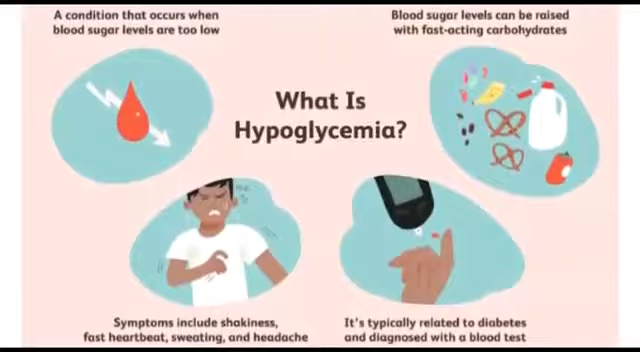 A condition that occurs when
blood sugar levels are too low
Blood sugar levels can be raised
with fast-acting carbohydrates
What Is
Hypoglycemia?
Symptoms include shakiness,
fast heartbeat, sweating, and headache
It's typically related to diabetes
and diagnosed with a blood test